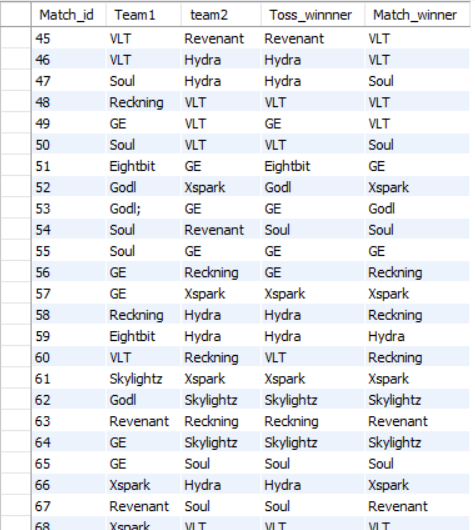 Match_id Team1 team2 Toss_winnner Match_winner
45 VLT Revenant Revenant VLT
46 VLT Hydra Hydra VLT
47 Soul Hydra Hydra Soul
48 Reckning VLT VLT VLT
49 GE VLT GE VLT
50 Soul VLT VLT Soul
51 Eightbit GE Eightbit GE
52 Godl Xspark Godl Xspark
53 Godl; GE GE Godl
54 Soul Revenant Soul Soul
55 Soul GE GE GE
56 GE Reckning GE Reckning
57 GE Xspark Xspark Xspark
58 Reckning Hydra Hydra Reckning
59 Eightbit Hydra Hydra Hydra
60 VLT Reckning VLT Reckning
61 Skylightz Xspark Xspark Xspark
62 Godl Skylightz Skylightz Skylightz
63 Revenant Reckning Reckning Revenant
64 GE Skylightz Skylightz Skylightz
65 GE Soul Soul Soul
66 Xspark Hydra Hydra Xspark
67 Revenant Soul Soul Revenant
68 Xspark VLT VLT VLT